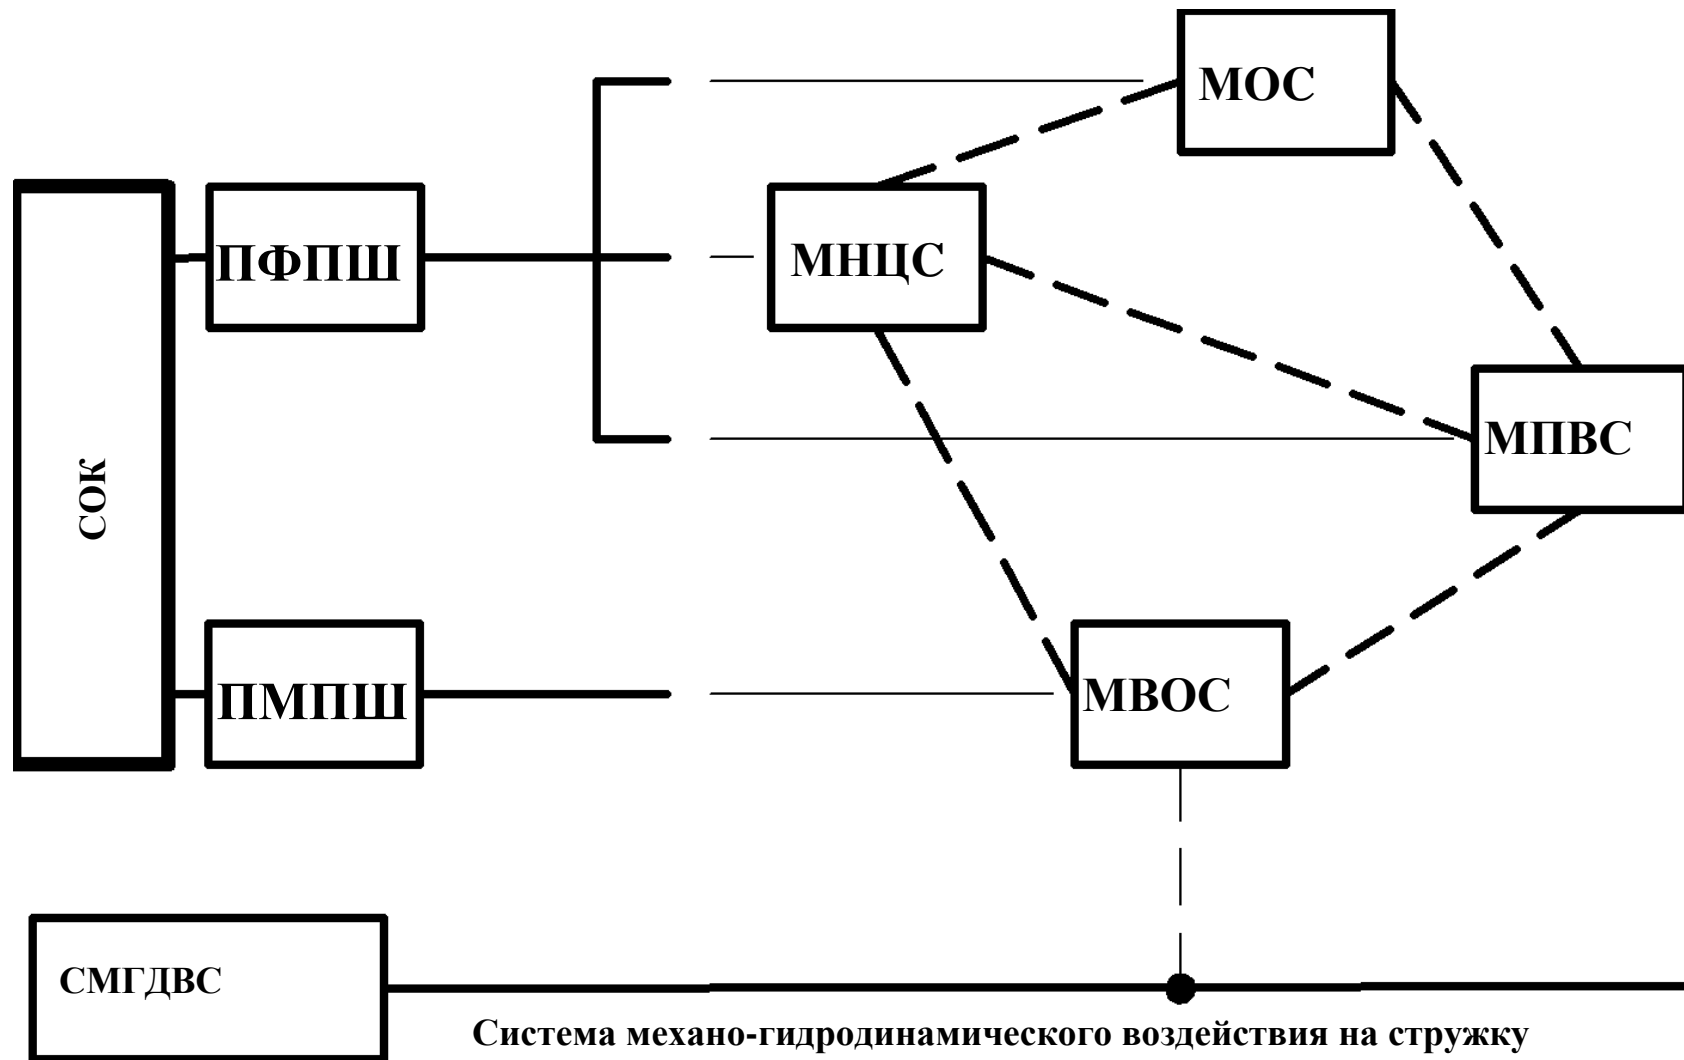 МОС
ПФПШ
МНЦС
МПВС
СОК
ПМПШ
МВОС
СМГДВС
Система механо-гидродинамического воздействия на стружку